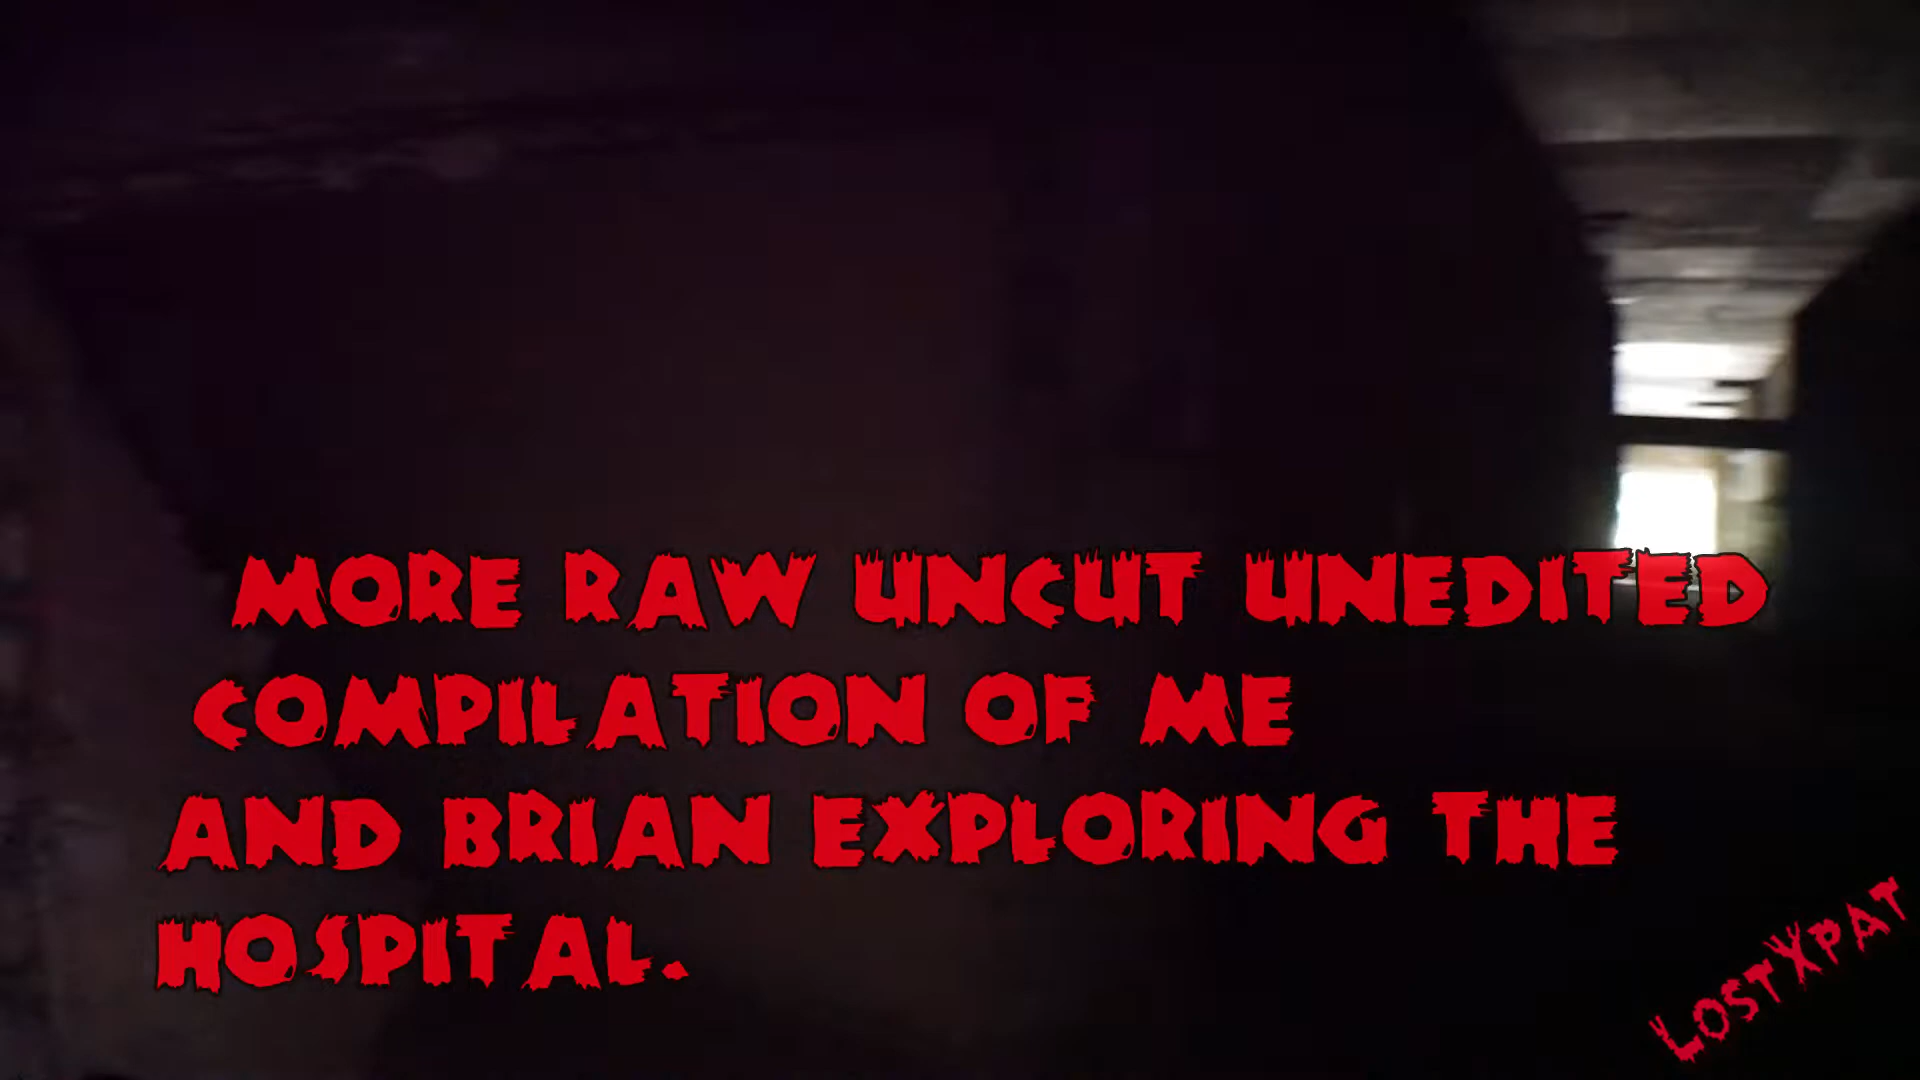 MORE RAW UNCUT UNEDITED
COMPILATION OF ME
AND BRIAN EXPLORING THE
HOSPITAL.
LOSTXPAT